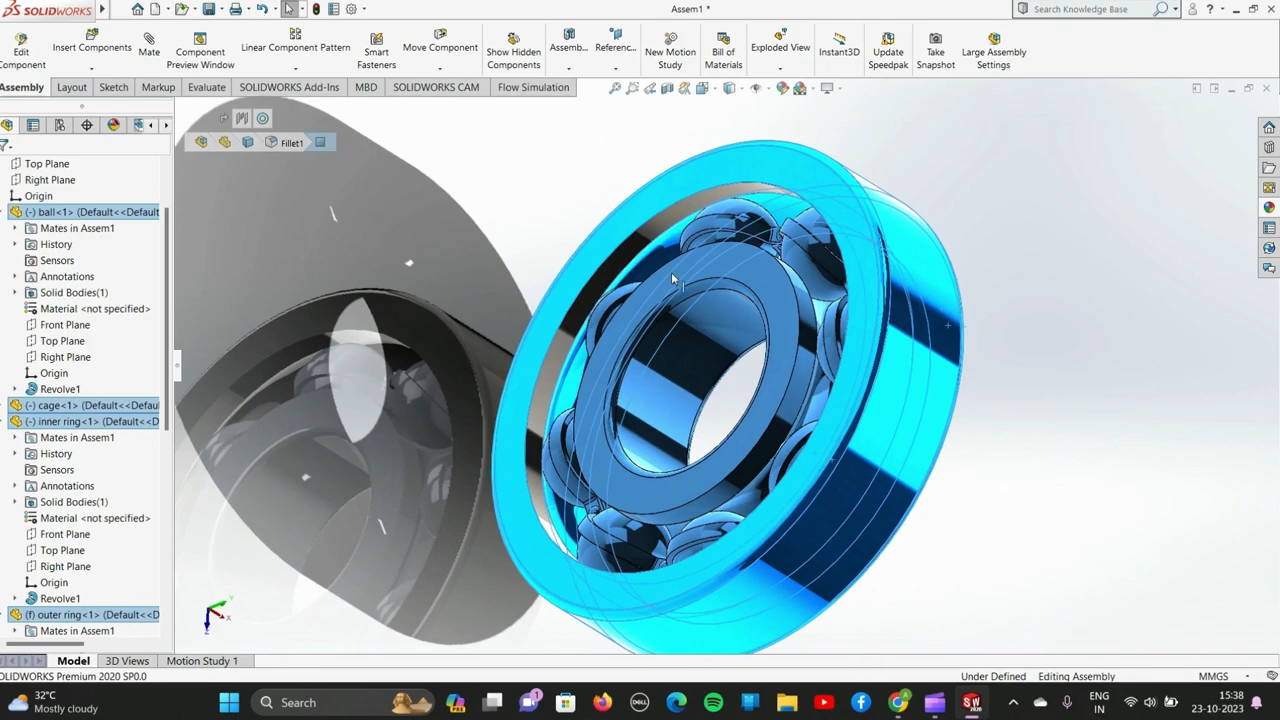 SOLIDWORKS
Assem1 *
Search Knowledge Base
Edit
Component
Insert Components
Mate
Component
Preview Window
Linear Component Pattern
Smart
Fasteners
Move Component
Show Hidden
Components
Assemb...
Referenc...
New Motion
Study
Bill of
Materials
Exploded View
Instant3D
Update
Speedpak
Take
Snapshot
Large Assembly
Settings
Assembly
Layout
Sketch
Markup
Evaluate
SOLIDWORKS Add-Ins
MBD
SOLIDWORKS CAM
Flow Simulation
Fillet1
Top Plane
Right Plane
Origin
(-) ball<1> (Default<<Default
Mates in Assem1
History
Sensors
Annotations
Solid Bodies(1)
Material <not specified>
Front Plane
Top Plane
Right Plane
Origin
Revolve1
(-) cage<1> (Default<<Defau
(-) inner ring<1> (Default<<D
Mates in Assem1
History
Sensors
Annotations
Solid Bodies(1)
Material <not specified>
Front Plane
Top Plane
Right Plane
Origin
Revolve1
(f) outer ring<1> (Default<<D
Mates in Assem1
Y
X
Z
Model
3D Views
Motion Study 1
OLIDWORKS Premium 2020 SP0.0
Under Defined
Editing Assembly
MMGS
32°C
Mostly cloudy
Search
PRE
DELL
1
SW
2020
ENG
IN
15:38
23-10-2023